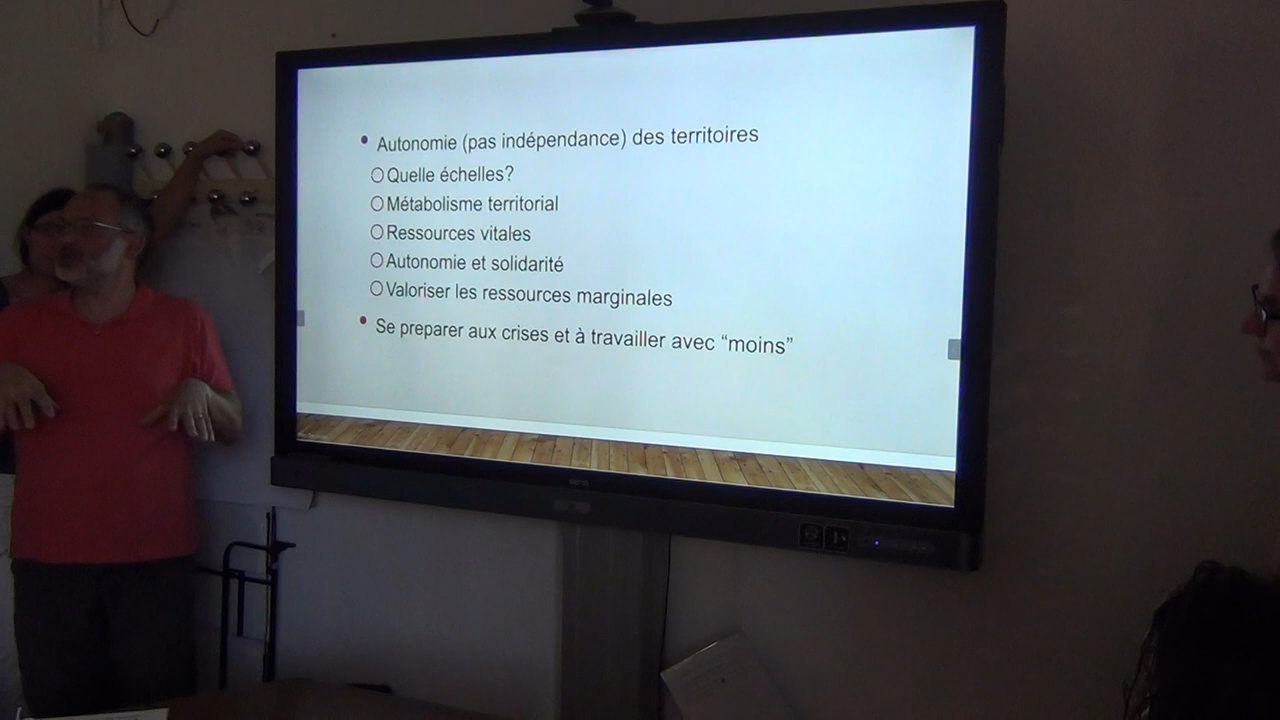 • Autonomie (pas indépendance) des territoires
○ Quelle échelles?
○ Métabolisme territorial
○ Ressources vitales
○ Autonomie et solidarité
○ Valoriser les ressources marginales
• Se preparer aux crises et à travailler avec “moins”